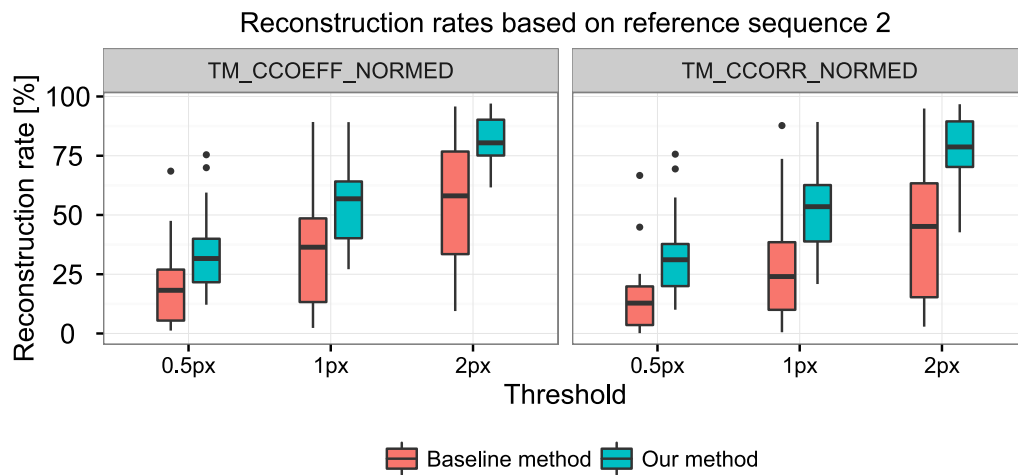 Reconstruction rates based on reference sequence 2
TM_CCOEFF_NORMED
TM_CCORR_NORMED
Reconstruction rate [%]
100
75
50
25
0
0.5px
1px
2px
0.5px
1px
2px
Threshold
Baseline method
Our method